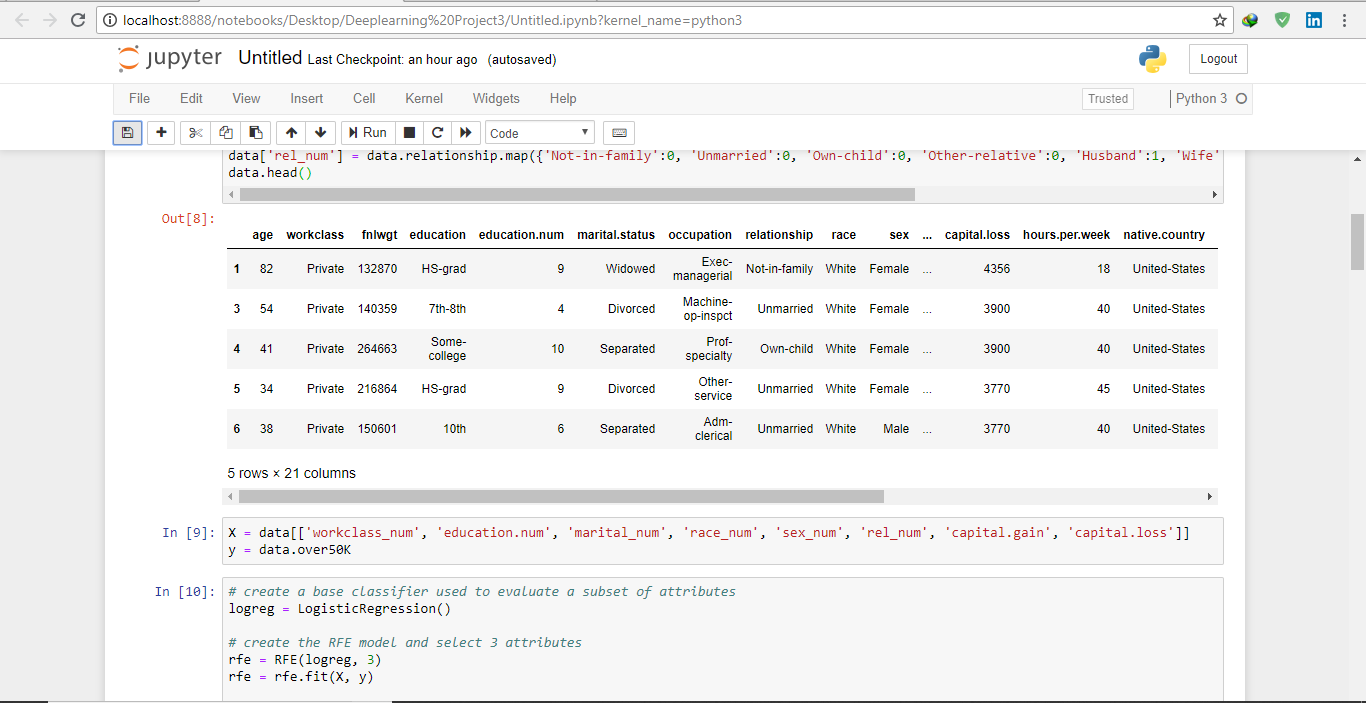 localhost:8888/notebooks/Desktop/Deeplearning%20Project3/Untitled.ipynb?kernel_name=python3
jupyter Untitled Last Checkpoint: an hour ago (autosaved)
Logout
File Edit View Insert Cell Kernel Widgets Help Trusted Python 3
Run Code
data['rel_num'] = data.relationship.map({'Not-in-family':0, 'Unmarried':0, 'Own-child':0, 'Other-relative':0, 'Husband':1, 'Wife'
data.head()
Out[8]:
age workclass fnlwgt education education.num marital.status occupation relationship race sex ... capital.loss hours.per.week native.country
1 82 Private 132870 HS-grad 9 Widowed Exec-managerial Not-in-family White Female ... 4356 18 United-States
3 54 Private 140359 7th-8th 4 Divorced Machine-op-inspct Unmarried White Female ... 3900 40 United-States
4 41 Private 264663 Some-college 10 Separated Prof-specialty Own-child White Female ... 3900 40 United-States
5 34 Private 216864 HS-grad 9 Divorced Other-service Unmarried White Female ... 3770 45 United-States
6 38 Private 150601 10th 6 Separated Adm-clerical Unmarried White Male ... 3770 40 United-States
5 rows × 21 columns
In [9]: X = data[['workclass_num', 'education.num', 'marital_num', 'race_num', 'sex_num', 'rel_num', 'capital.gain', 'capital.loss']]
y = data.over50K
In [10]: # create a base classifier used to evaluate a subset of attributes
logreg = LogisticRegression()
# create the RFE model and select 3 attributes
rfe = RFE(logreg, 3)
rfe = rfe.fit(X, y)